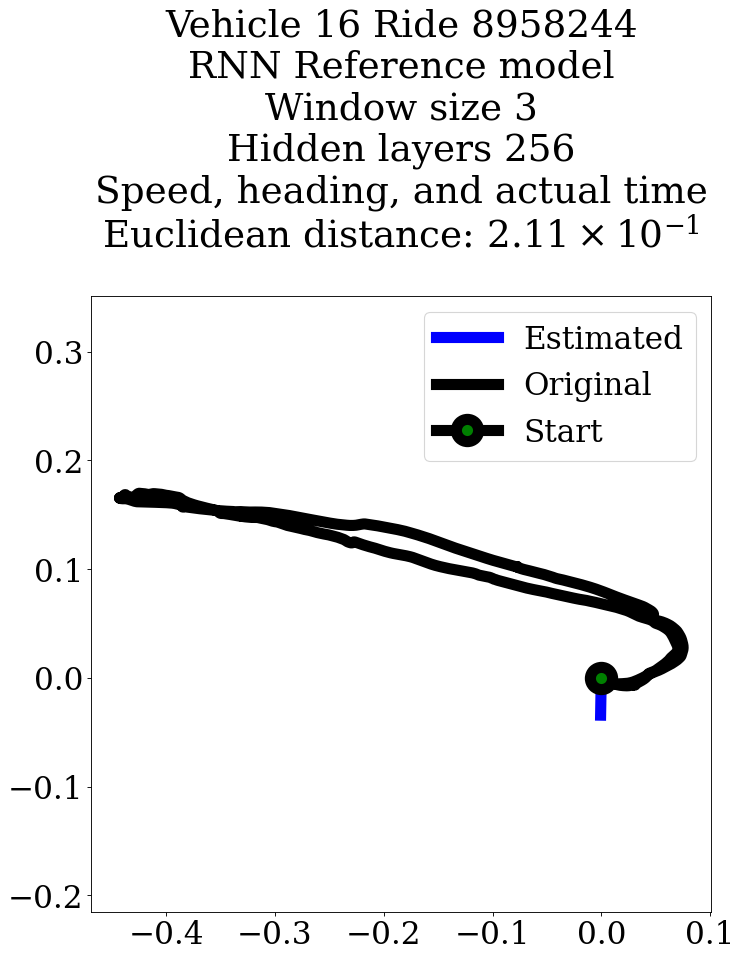 Vehicle 16 Ride 8958244
RNN Reference model
Window size 3
Hidden layers 256
Speed, heading, and actual time
Euclidean distance: 2.11 × 10⁻¹
Estimated
Original
Start
0.3
0.2
0.1
0.0
−0.1
−0.2
−0.4 −0.3 −0.2 −0.1 0.0 0.1